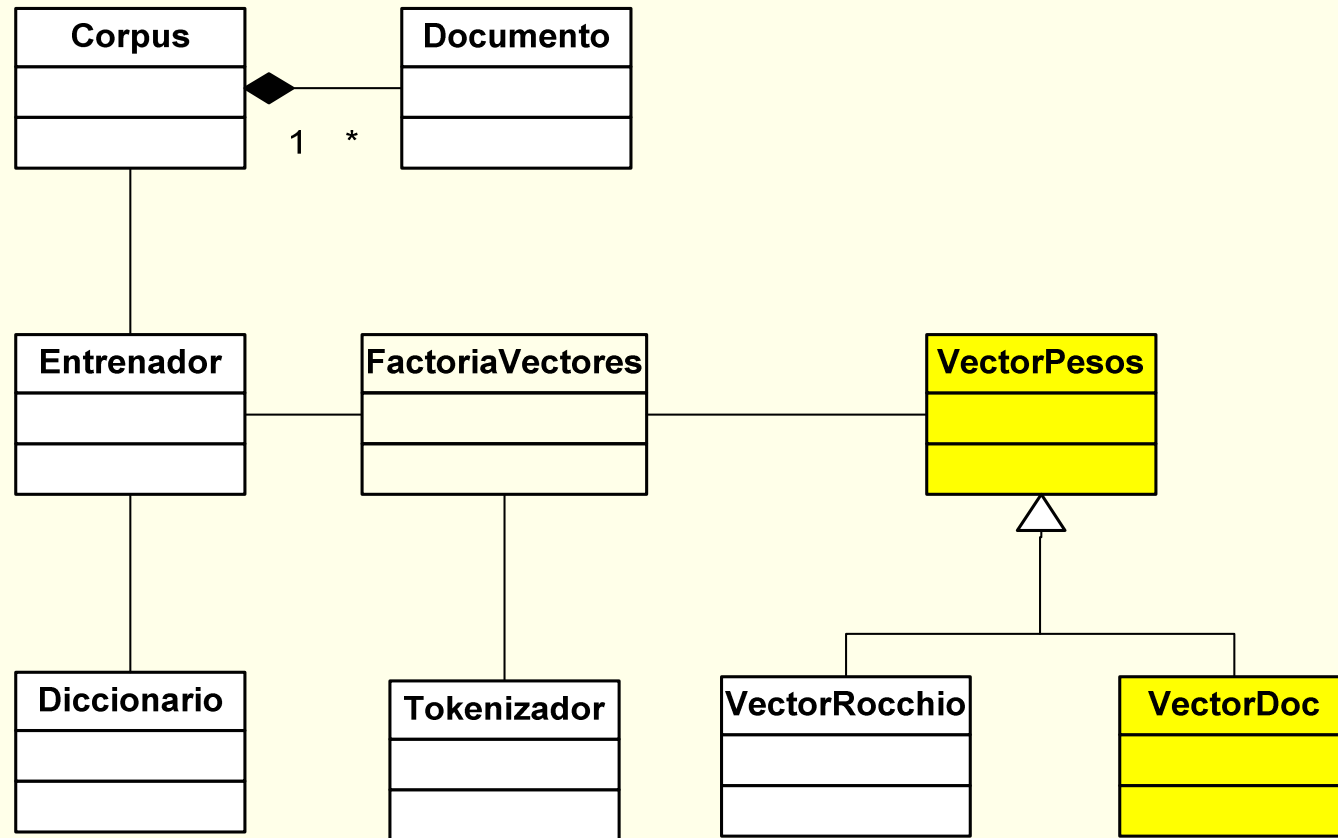 Corpus
Documento
1 *
Entrenador
FactoriaVectores
VectorPesos
Diccionario
Tokenizador
VectorRocchio
VectorDoc